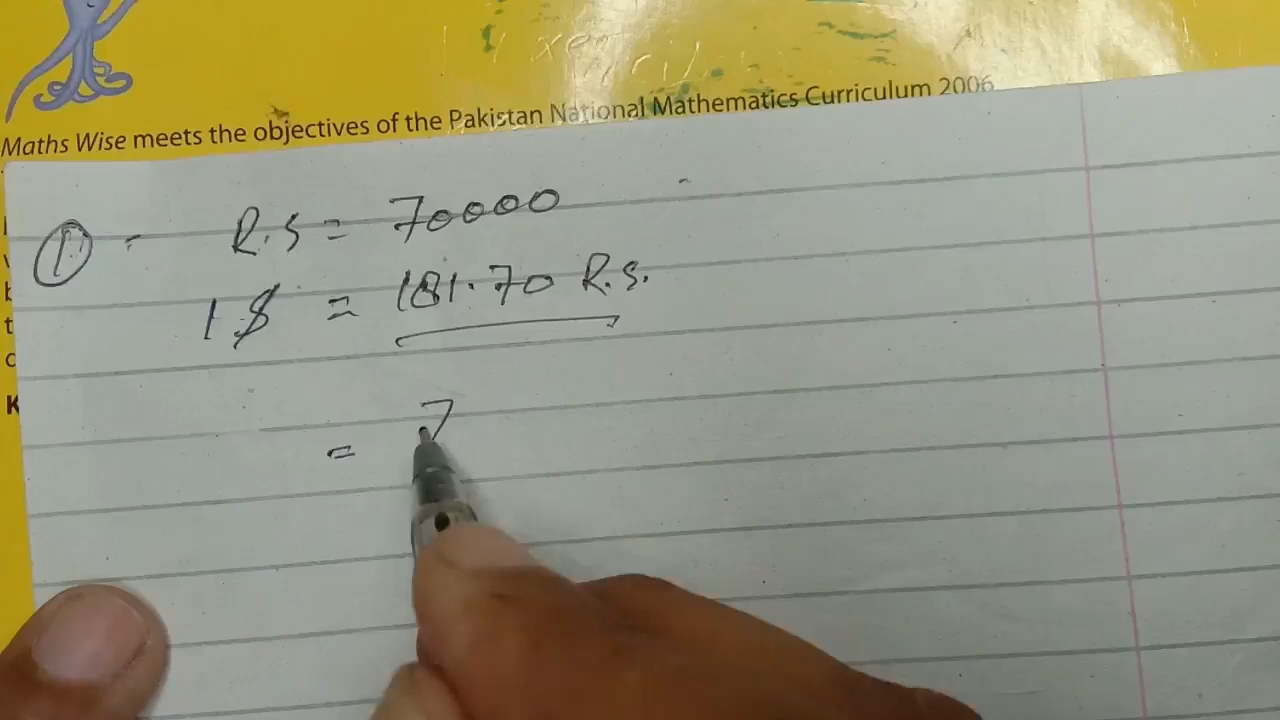 Maths Wise meets the objectives of the Pakistan National Mathematics Curriculum 2006
① - R.S = 70000
1 $ = 181.70 R.S.
= 7